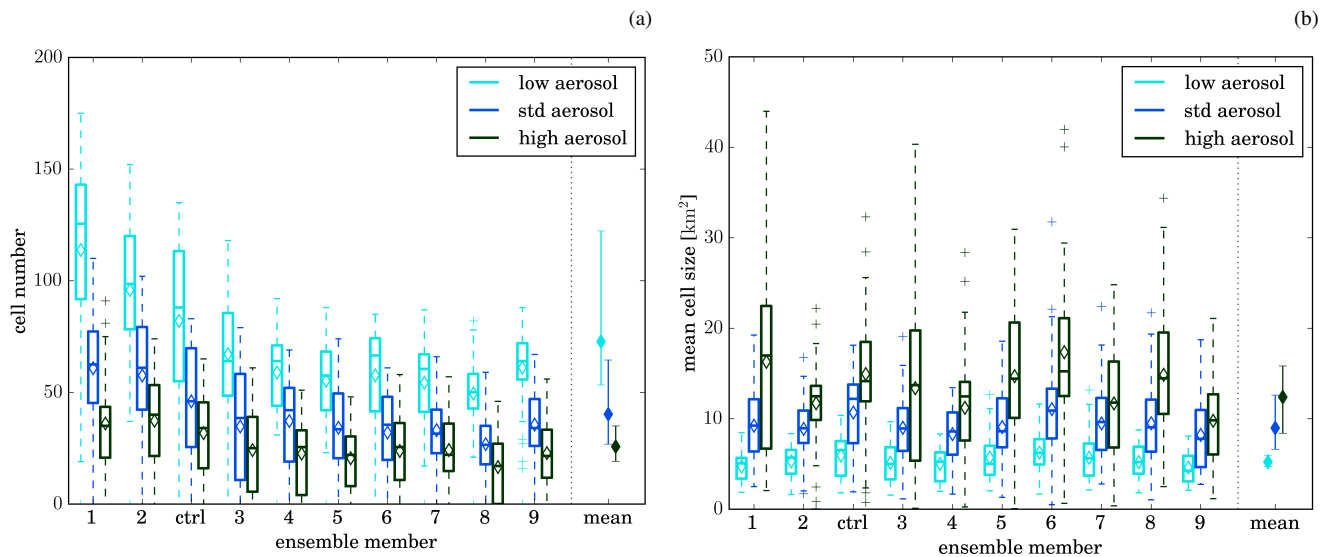 (a)
200
150
100
50
0
cell number
low aerosol
std aerosol
high aerosol
1 2 ctrl 3 4 5 6 7 8 9 mean
ensemble member
(b)
50
40
30
20
10
0
mean cell size [km²]
low aerosol
std aerosol
high aerosol
1 2 ctrl 3 4 5 6 7 8 9 mean
ensemble member